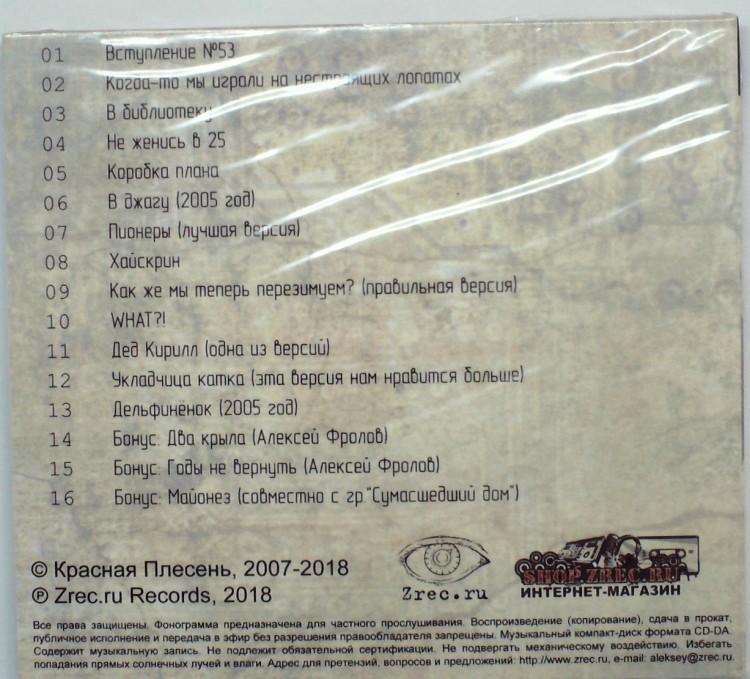 01 Вступление №53
02 Когда-то мы играли на нестроящих лопатах
03 В библиотеку
04 Не женись в 25
05 Коробка плана
06 В джагу (2005 год)
07 Пионеры (лучшая версия)
08 Хайскрин
09 Как же мы теперь перезимуем? (правильная версия)
10 WHAT?!
11 Дед Кирилл (одна из версий)
12 Укладчица катка (эта версия нам нравится больше)
13 Дельфинёнок (2005 год)
14 Бонус: Два крыла (Алексей Фролов)
15 Бонус: Годы не вернуть (Алексей Фролов)
16 Бонус: Майонез (совместно с гр."Сумасшедший дом")
© Красная Плесень, 2007-2018
℗ Zrec.ru Records, 2018
Zrec.ru
SHOP.ZREC.RU
ИНТЕРНЕТ-МАГАЗИН
Все права защищены. Фонограмма предназначена для частного прослушивания. Воспроизведение (копирование), сдача в прокат,
публичное исполнение и передача в эфир без разрешения правообладателя запрещены. Музыкальный компакт-диск формата CD-DA.
Содержит музыкальную запись. Не подлежит обязательной сертификации. Не подвергать механическому воздействию. Избегать
попадания прямых солнечных лучей и влаги. Адрес для претензий, вопросов и предложений: http://www.zrec.ru, e-mail: aleksey@zrec.ru.